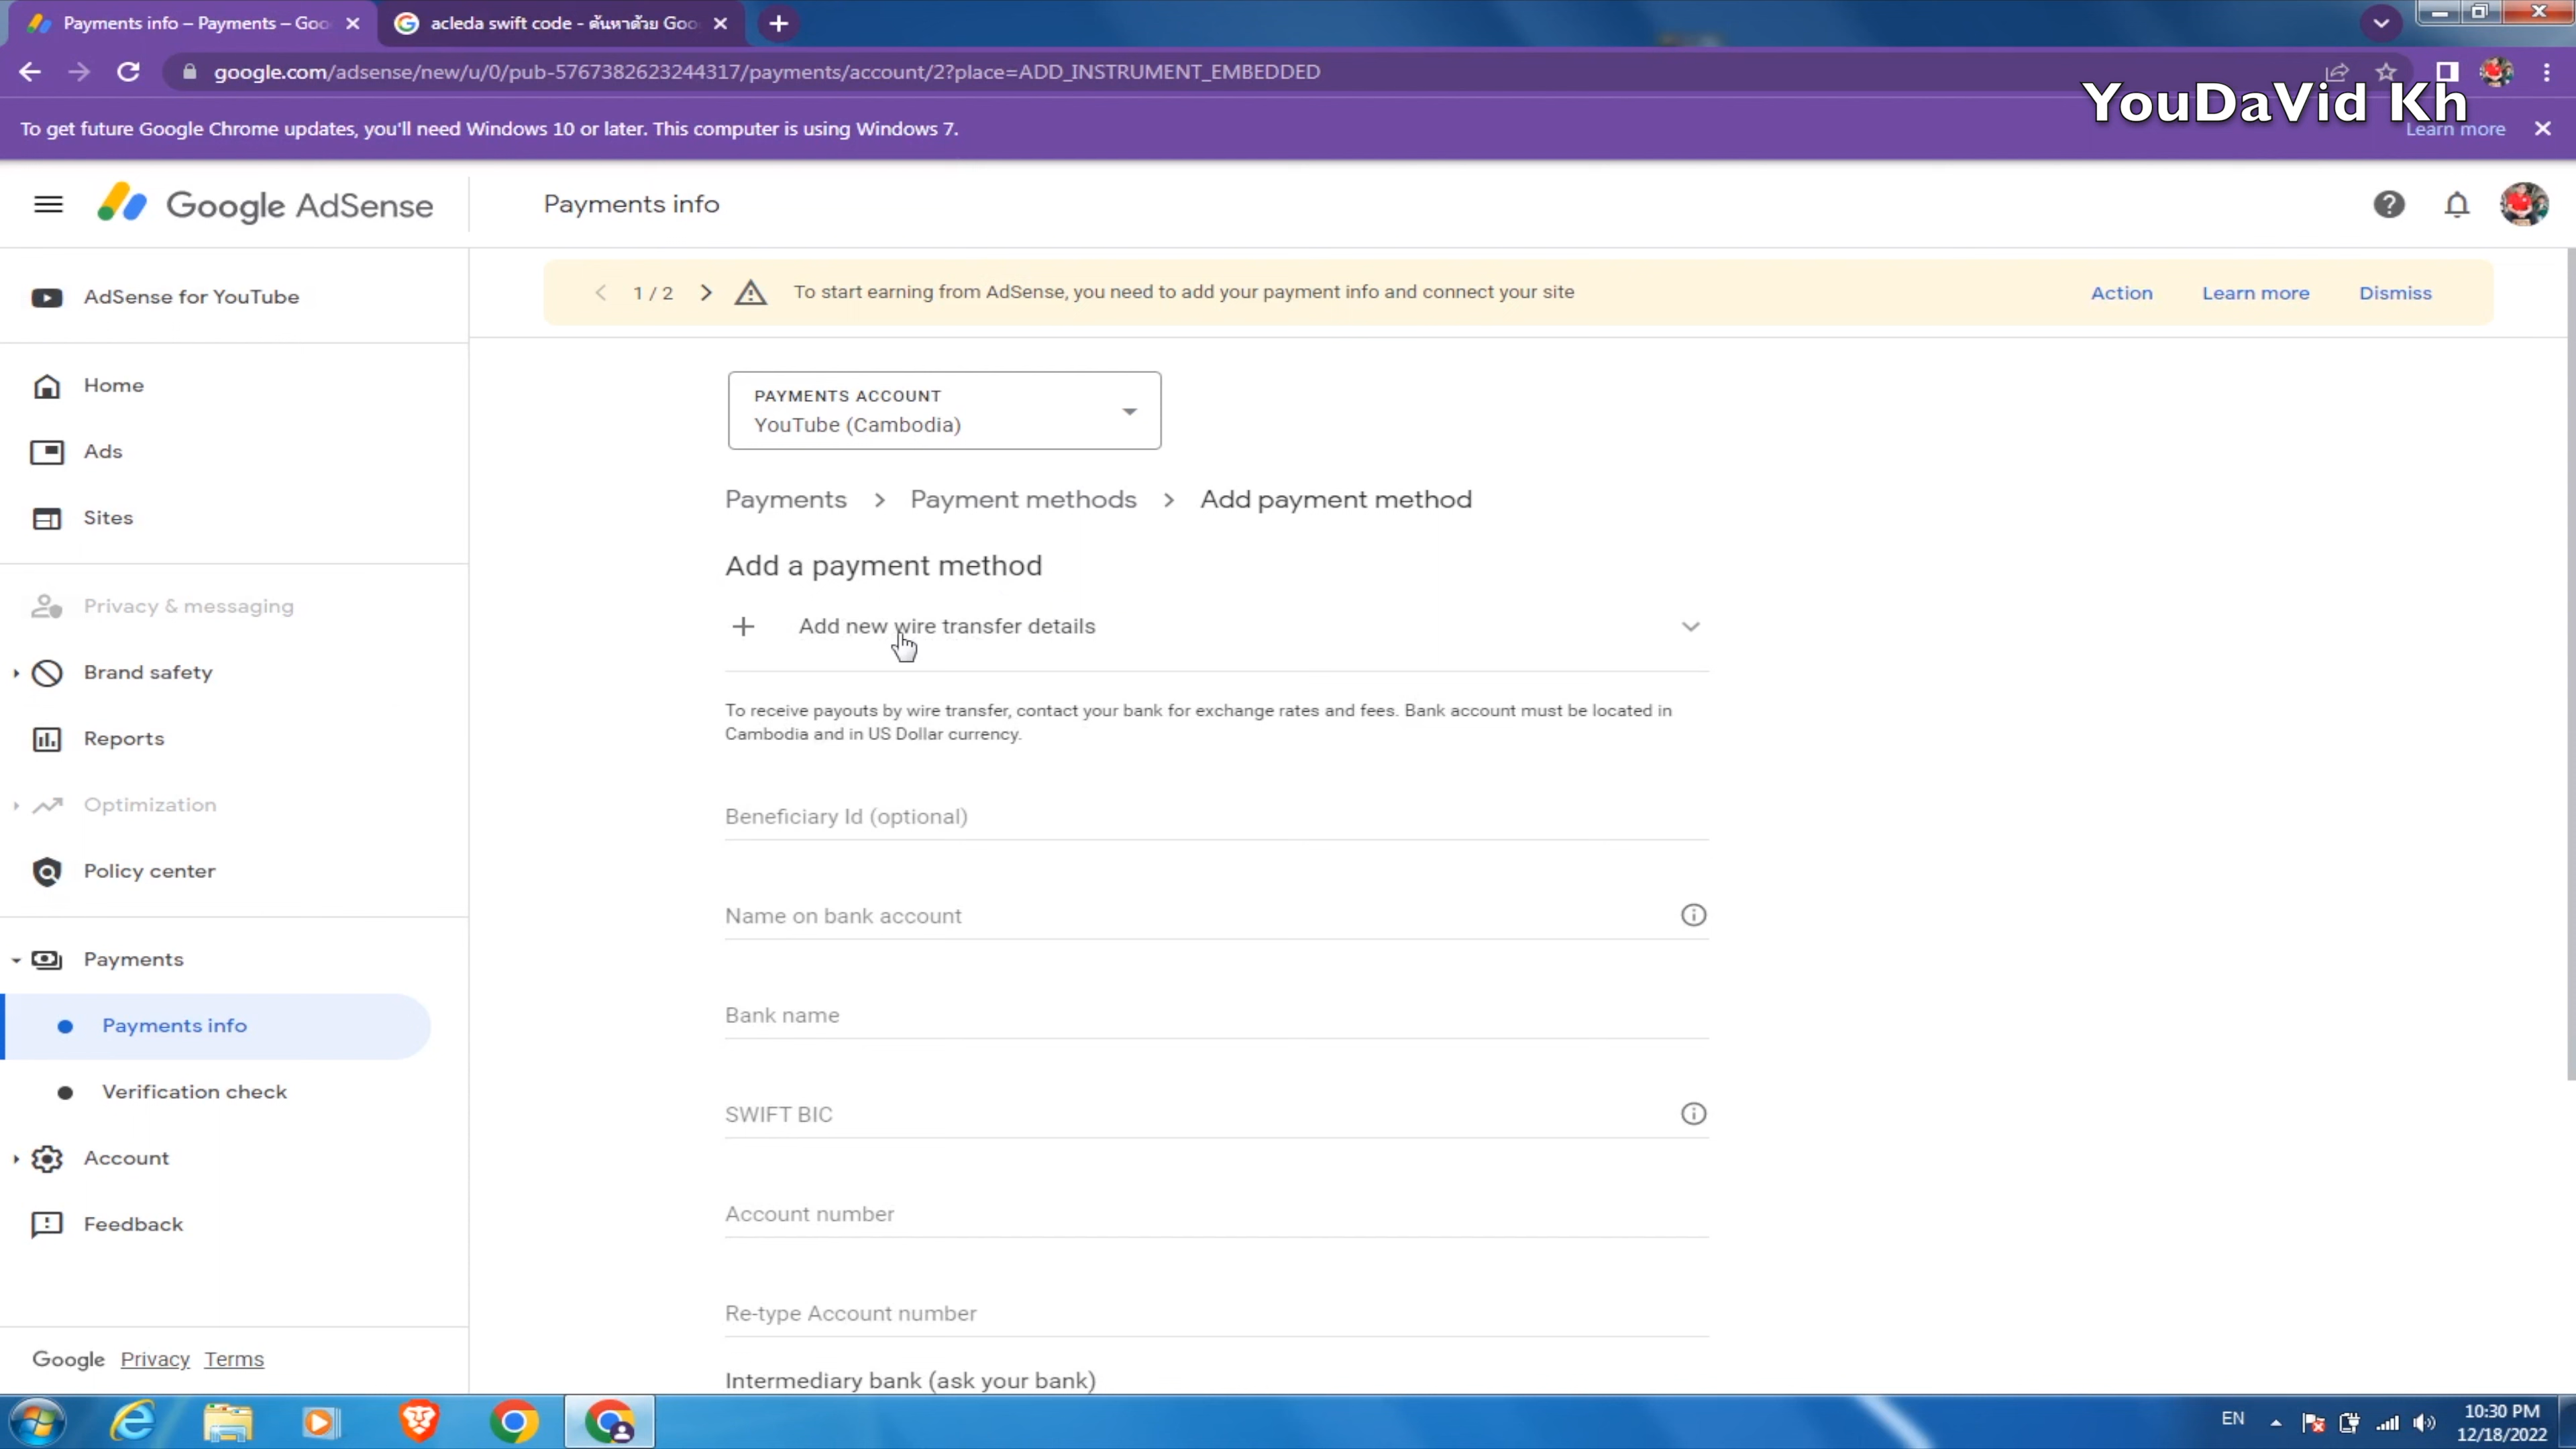 Payments info – Payments – Goo
acleda swift code - ค้นหาด้วย Goo
google.com/adsense/new/u/0/pub-5767382623244317/payments/account/2?place=ADD_INSTRUMENT_EMBEDDED
YouDaVid Kh
To get future Google Chrome updates, you'll need Windows 10 or later. This computer is using Windows 7.
Learn more
Google AdSense
Payments info
AdSense for YouTube
1 / 2
To start earning from AdSense, you need to add your payment info and connect your site
Action
Learn more
Dismiss
Home
Ads
Sites
Privacy & messaging
Brand safety
Reports
Optimization
Policy center
Payments
Payments info
Verification check
Account
Feedback
Google Privacy Terms
PAYMENTS ACCOUNT
YouTube (Cambodia)
Payments > Payment methods > Add payment method
Add a payment method
Add new wire transfer details
To receive payouts by wire transfer, contact your bank for exchange rates and fees. Bank account must be located in
Cambodia and in US Dollar currency.
Beneficiary Id (optional)
Name on bank account
Bank name
SWIFT BIC
Account number
Re-type Account number
Intermediary bank (ask your bank)
EN
10:30 PM
12/18/2022